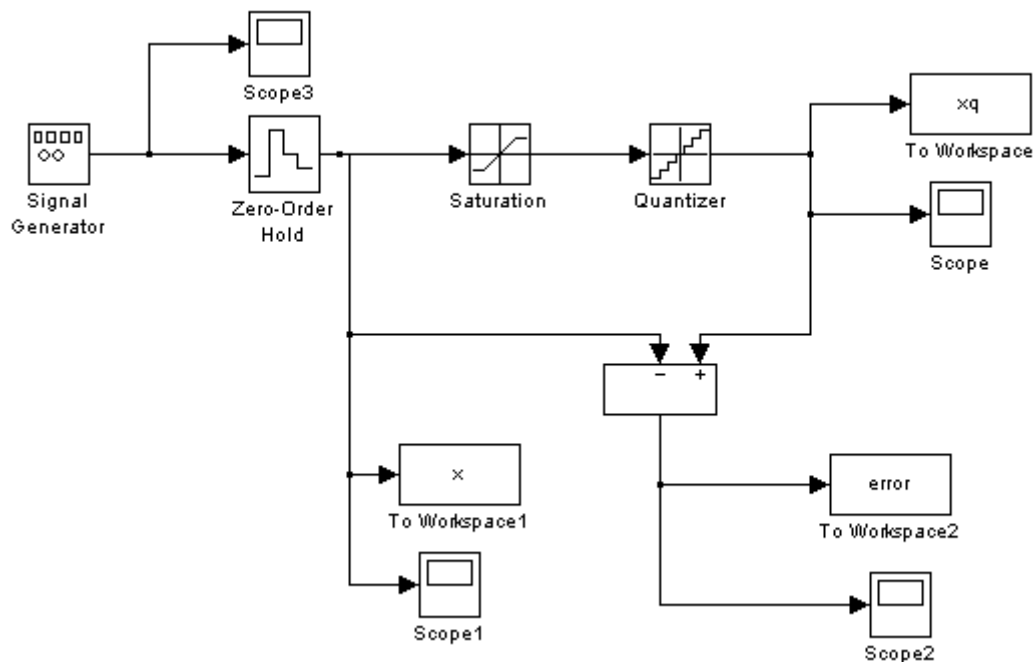 Scope3
xq
To Workspace
Signal
Generator
Zero-Order
Hold
Saturation
Quantizer
Scope
− +
x
To Workspace1
error
To Workspace2
Scope1
Scope2